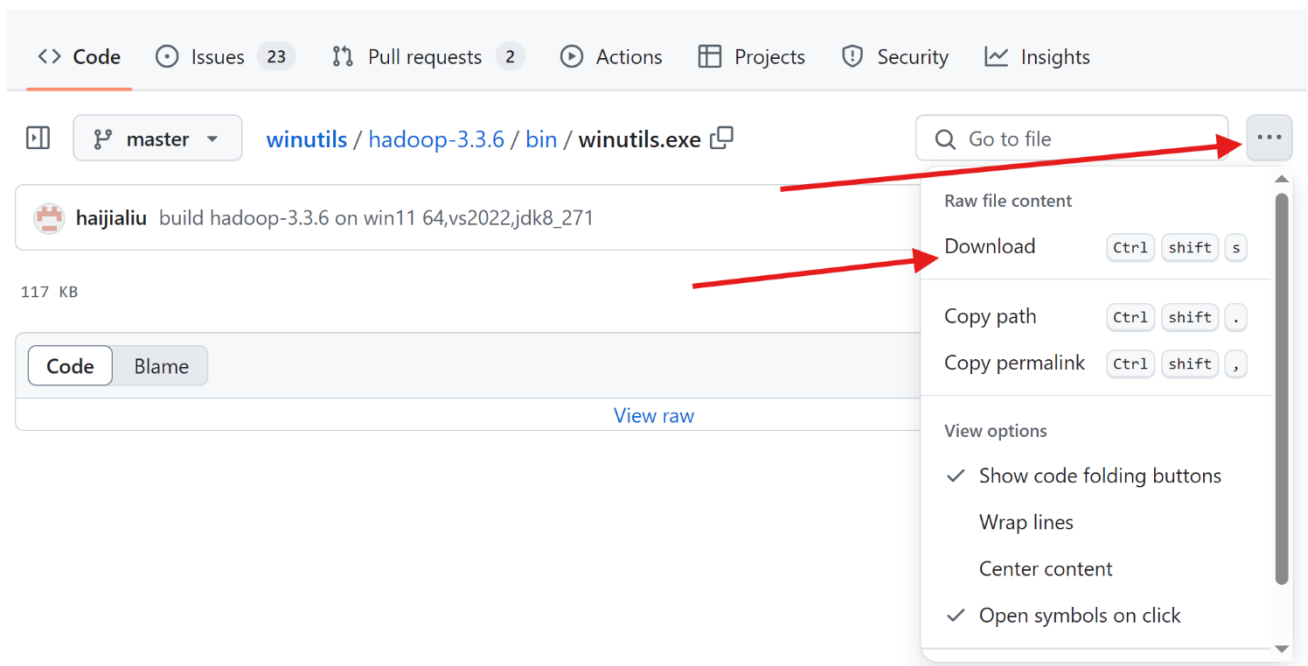 <> Code Issues 23 Pull requests 2 Actions Projects Security Insights
master winutils / hadoop-3.3.6 / bin / winutils.exe Go to file ...
haijialiu build hadoop-3.3.6 on win11 64,vs2022,jdk8_271
117 KB
Code Blame
View raw
Raw file content
Download Ctrl shift s
Copy path Ctrl shift .
Copy permalink Ctrl shift ,
View options
Show code folding buttons
Wrap lines
Center content
Open symbols on click